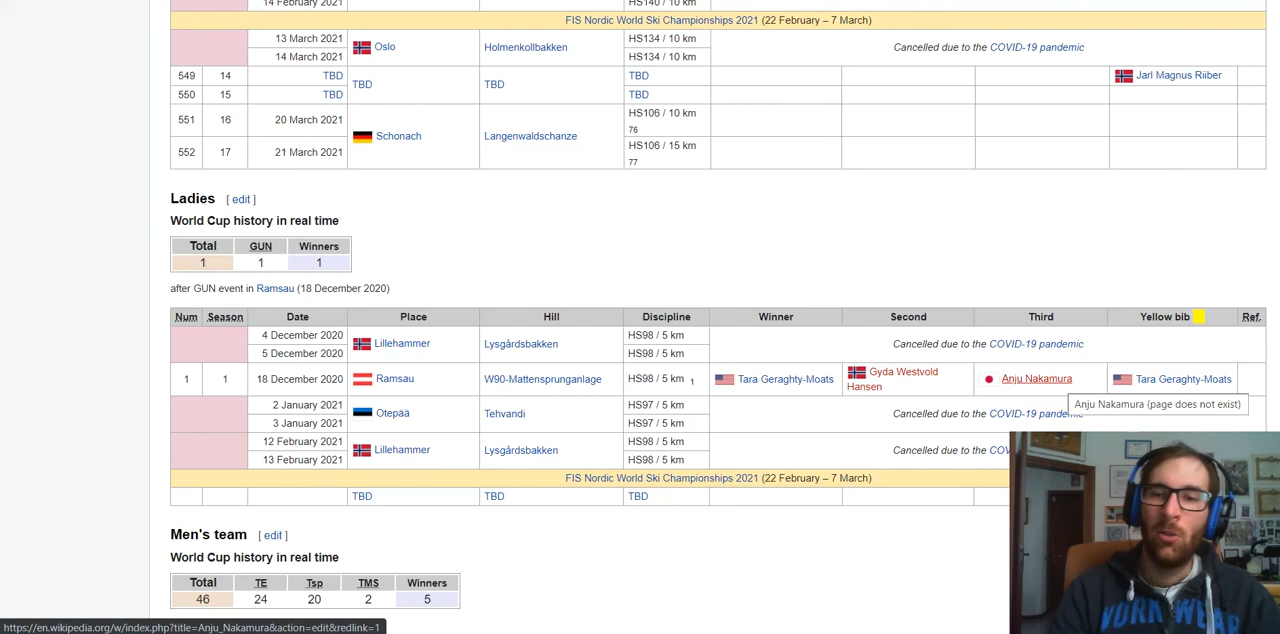 14 February 2021 HS140 / 10 km
FIS Nordic World Ski Championships 2021 (22 February – 7 March)
13 March 2021 Oslo Holmenkollbakken HS134 / 10 km Cancelled due to the COVID-19 pandemic
14 March 2021 HS134 / 10 km
549 14 TBD TBD TBD TBD Jarl Magnus Riiber
550 15 TBD TBD
551 16 20 March 2021 Schonach Langenwaldschanze HS106 / 10 km
76
552 17 21 March 2021 HS106 / 15 km
77
Ladies [ edit ]
World Cup history in real time
Total GUN Winners
1 1 1
after GUN event in Ramsau (18 December 2020)
Num Season Date Place Hill Discipline Winner Second Third Yellow bib Ref.
4 December 2020 Lillehammer Lysgårdsbakken HS98 / 5 km Cancelled due to the COVID-19 pandemic
5 December 2020 HS98 / 5 km
1 1 18 December 2020 Ramsau W90-Mattensprunganlage HS98 / 5 km 1 Tara Geraghty-Moats Gyda Westvold Hansen Anju Nakamura Tara Geraghty-Moats
Anju Nakamura (page does not exist)
2 January 2021 Otepää Tehvandi HS97 / 5 km Cancelled due to the COVID-19 pandem
3 January 2021 HS97 / 5 km
12 February 2021 Lillehammer Lysgårdsbakken HS98 / 5 km Cancelled due to the COV
13 February 2021 HS98 / 5 km
FIS Nordic World Ski Championships 2021 (22 February – 7 March)
TBD TBD TBD
Men's team [ edit ]
World Cup history in real time
Total TE Tsp TMS Winners
46 24 20 2 5
https://en.wikipedia.org/w/index.php?title=Anju_Nakamura&action=edit&redlink=1
WORK WEAR